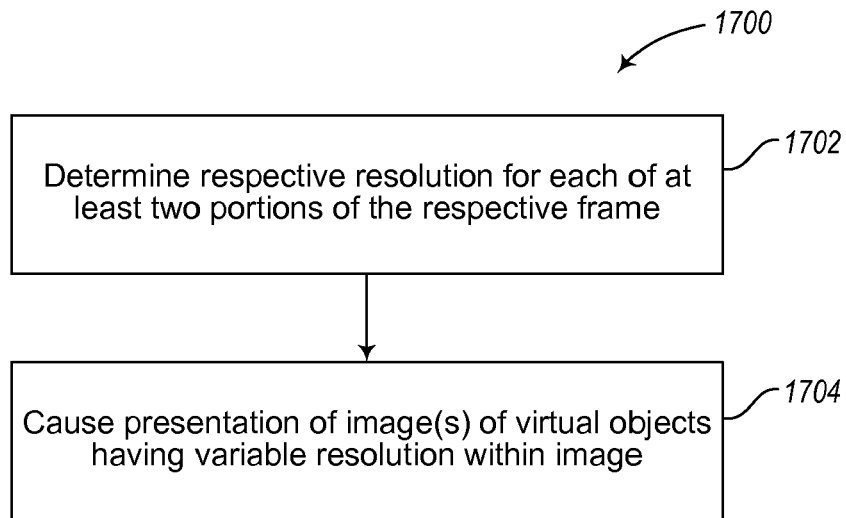 1700
1702
Determine respective resolution for each of at
least two portions of the respective frame
1704
Cause presentation of image(s) of virtual objects
having variable resolution within image